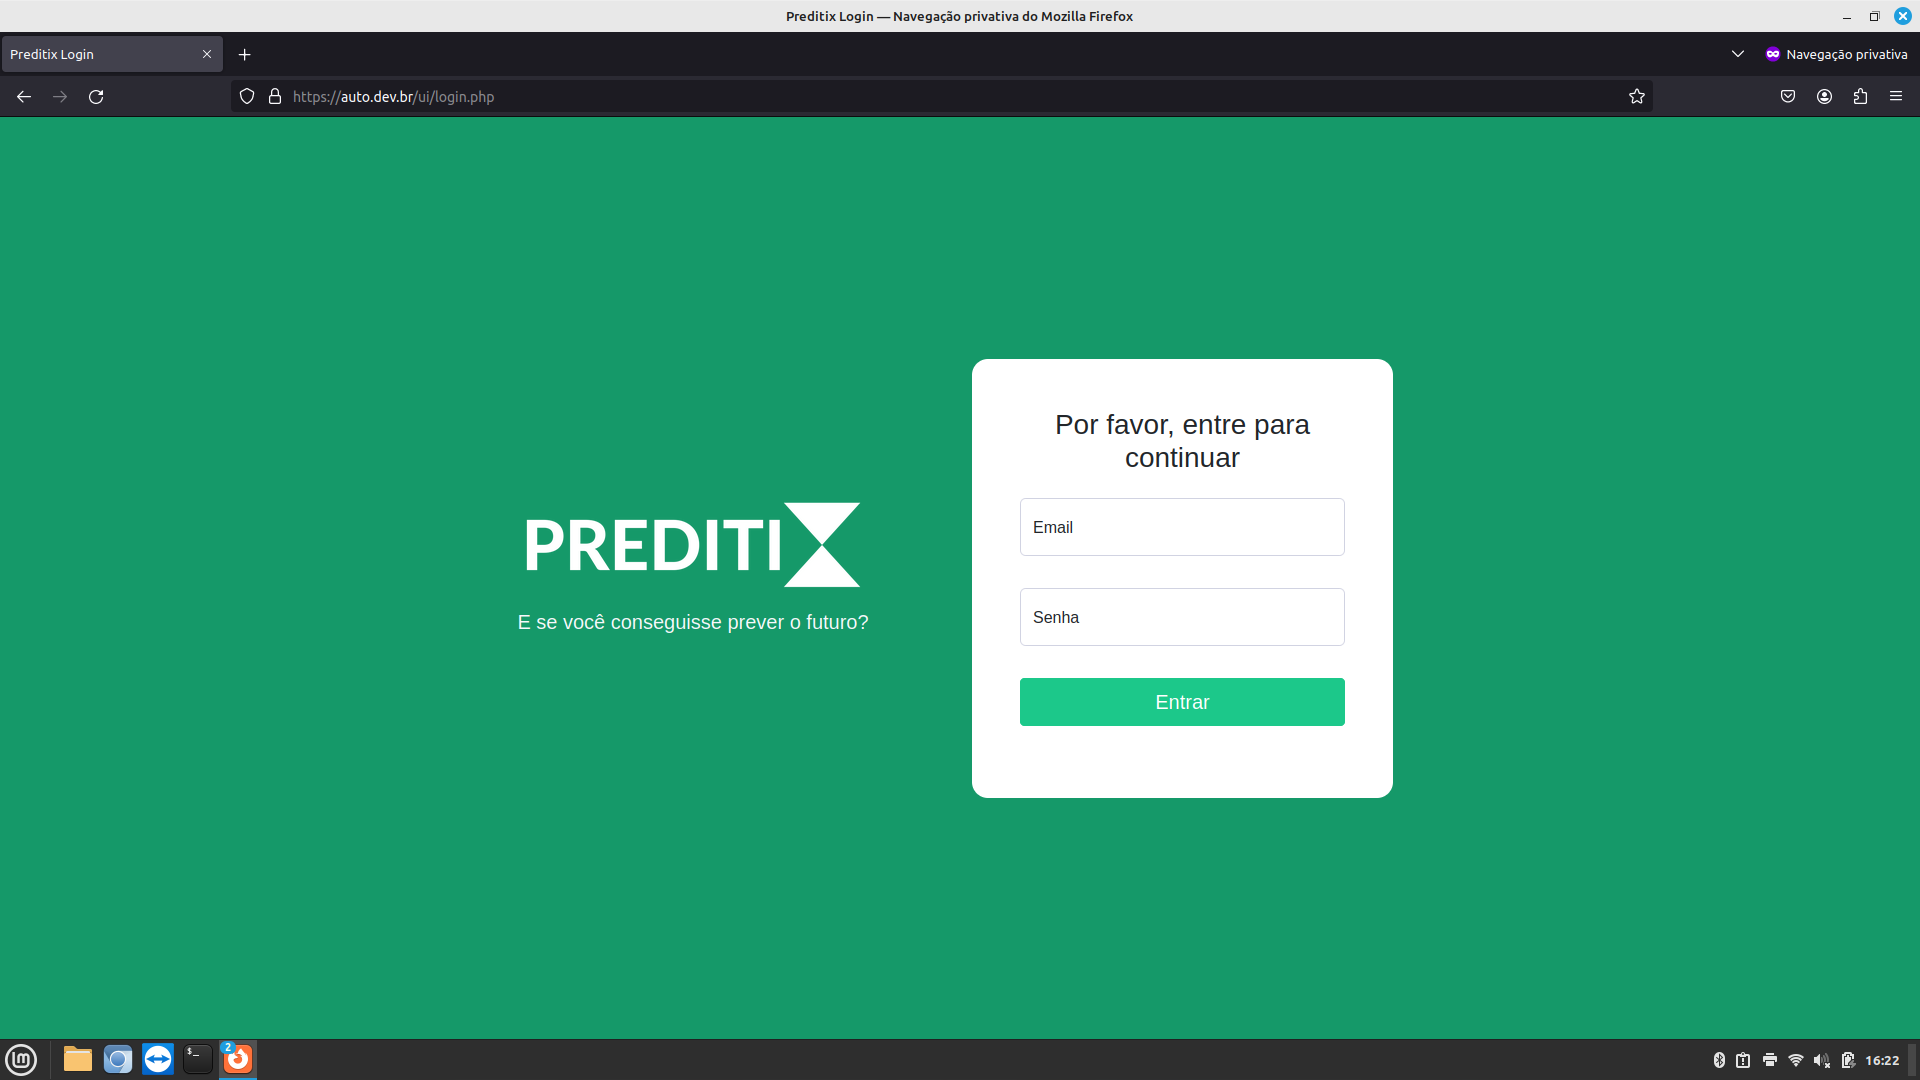 Preditix Login — Navegação privativa do Mozilla Firefox
Preditix Login
Navegação privativa
https://auto.dev.br/ui/login.php
Por favor, entre para
continuar
Email
PREDITIX
Senha
E se você conseguisse prever o futuro?
Entrar
lm
$_
2
16:22